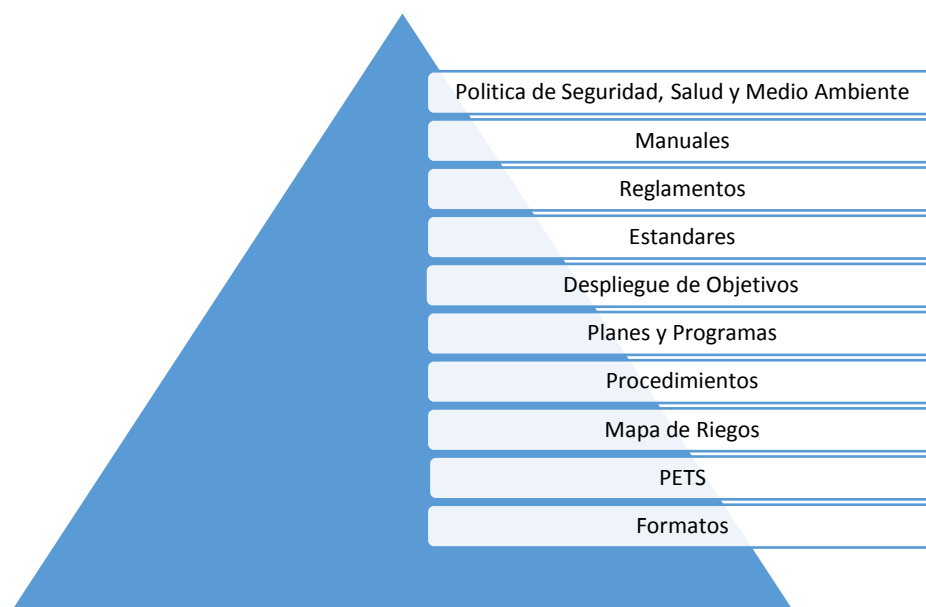 Politica de Seguridad, Salud y Medio Ambiente
Manuales
Reglamentos
Estandares
Despliegue de Objetivos
Planes y Programas
Procedimientos
Mapa de Riegos
PETS
Formatos